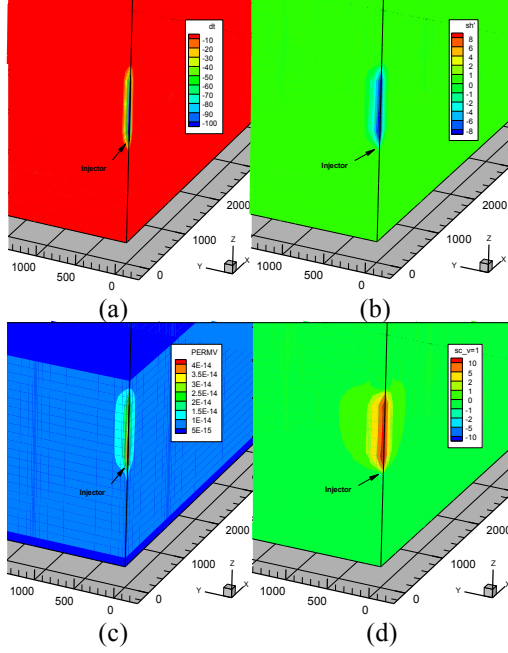 dt
-10
-20
-30
-40
-50
-60
-70
-80
-90
-100
Injector
2000
1000
0
1000
500
0
Z
Y
X
(a)
sh'
8
6
4
2
1
0
-1
-2
-4
-6
-8
Injector
2000
1000
0
1000
500
0
Z
Y
X
(b)
PERMV
4E-14
3.5E-14
3E-14
2.5E-14
2E-14
1.5E-14
1E-14
5E-15
Injector
2000
1000
0
1000
500
0
Z
Y
X
(c)
sc_v=1
10
5
2
1
0
-1
-2
-5
-10
Injector
2000
1000
0
1000
500
0
Z
Y
X
(d)